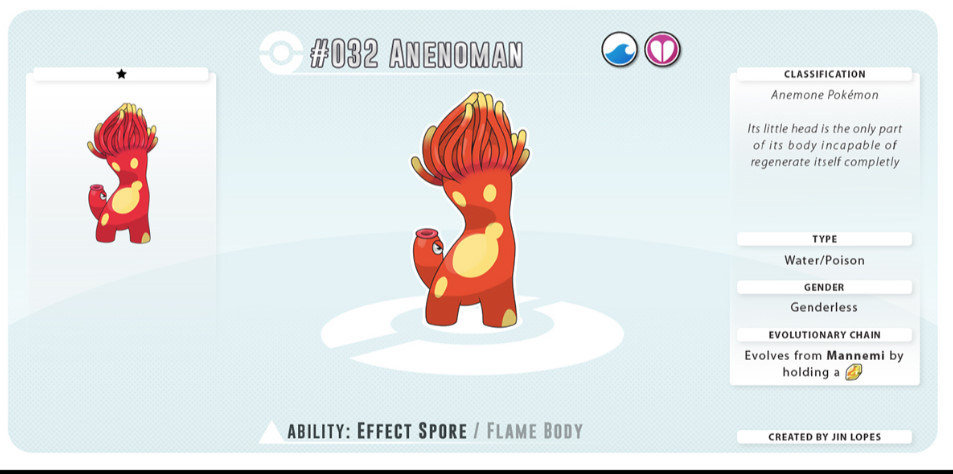 #032 Anenoman
★
CLASSIFICATION
Anemone Pokémon
Its little head is the only part
of its body incapable of
regenerate itself completly
TYPE
Water/Poison
GENDER
Genderless
EVOLUTIONARY CHAIN
Evolves from Mannemi by
holding a
ABILITY: EFFECT SPORE / FLAME BODY
CREATED BY JIN LOPES